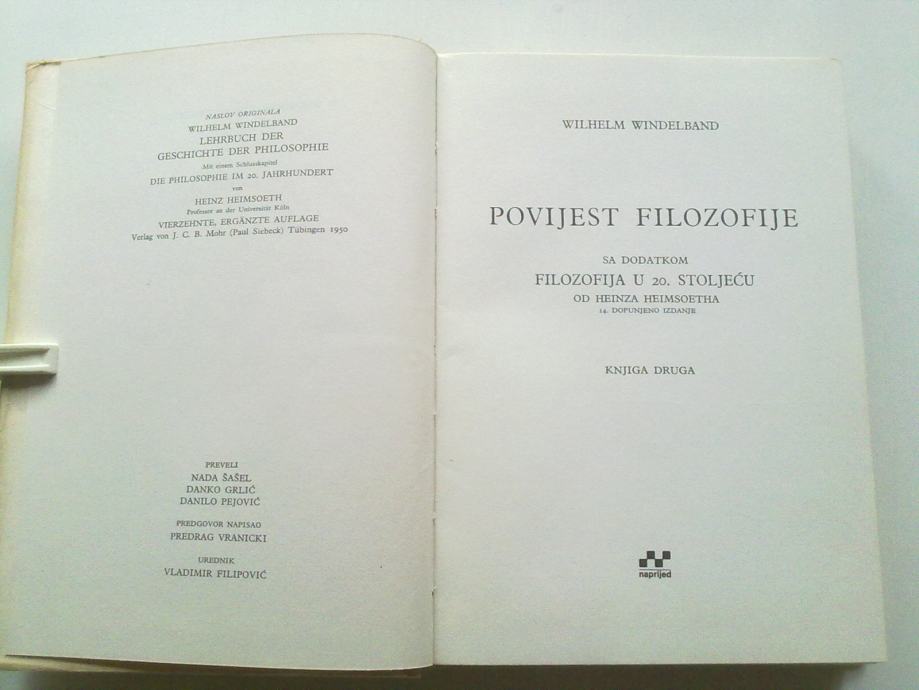 NASLOV ORIGINALA
WILHELM WINDELBAND
LEHRBUCH DER
GESCHICHTE DER PHILOSOPHIE
Mit einem Schlusskapitel
DIE PHILOSOPHIE IM 20. JAHRHUNDERT
von
HEINZ HEIMSOETH
Professor an der Universität Köln
VIERZEHNTE, ERGÄNZTE AUFLAGE
Verlag von J. C. B. Mohr (Paul Siebeck) Tübingen 1950
PREVELI
NADA ŠAŠEL
DANKO GRLIĆ
DANILO PEJOVIĆ
PREDGOVOR NAPISAO
PREDRAG VRANICKI
UREDNIK
VLADIMIR FILIPOVIĆ
WILHELM WINDELBAND
POVIJEST FILOZOFIJE
SA DODATKOM
FILOZOFIJA U 20. STOLJEĆU
OD HEINZA HEIMSOETHA
14. DOPUNJENO IZDANJE
KNJIGA DRUGA
naprijed